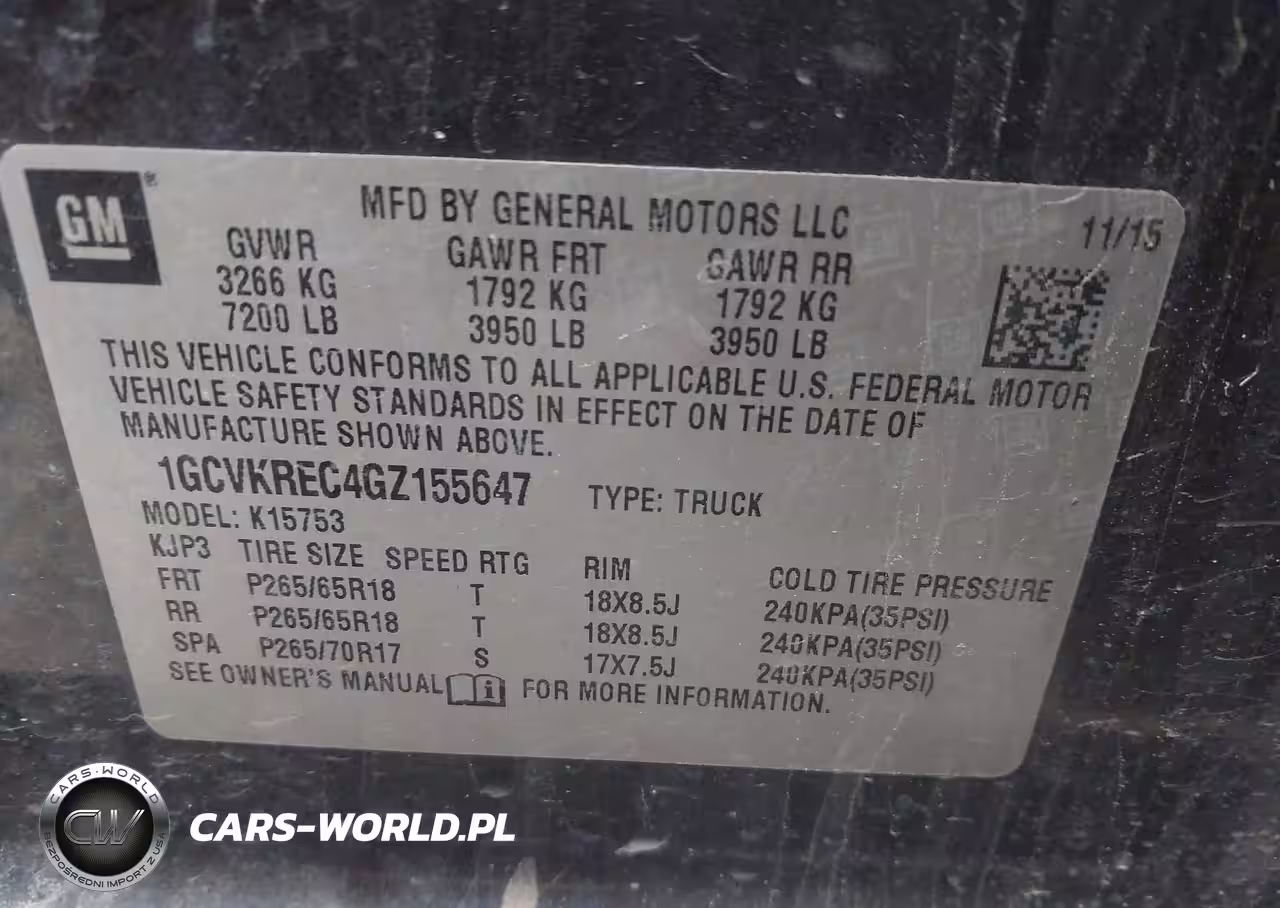 GM®
MFD BY GENERAL MOTORS LLC
11/15
GVWR GAWR FRT GAWR RR
3266 KG 1792 KG 1792 KG
7200 LB 3950 LB 3950 LB
THIS VEHICLE CONFORMS TO ALL APPLICABLE U.S. FEDERAL MOTOR
VEHICLE SAFETY STANDARDS IN EFFECT ON THE DATE OF
MANUFACTURE SHOWN ABOVE.
1GCVKREC4GZ155647 TYPE: TRUCK
MODEL: K15753
KJP3 TIRE SIZE SPEED RTG RIM COLD TIRE PRESSURE
FRT P265/65R18 T 18X8.5J 240KPA(35PSI)
RR P265/65R18 T 18X8.5J 240KPA(35PSI)
SPA P265/70R17 S 17X7.5J 240KPA(35PSI)
SEE OWNER'S MANUAL FOR MORE INFORMATION.
CARS-WORLD
CW
BEZPOŚREDNI IMPORT Z USA
CARS-WORLD.PL